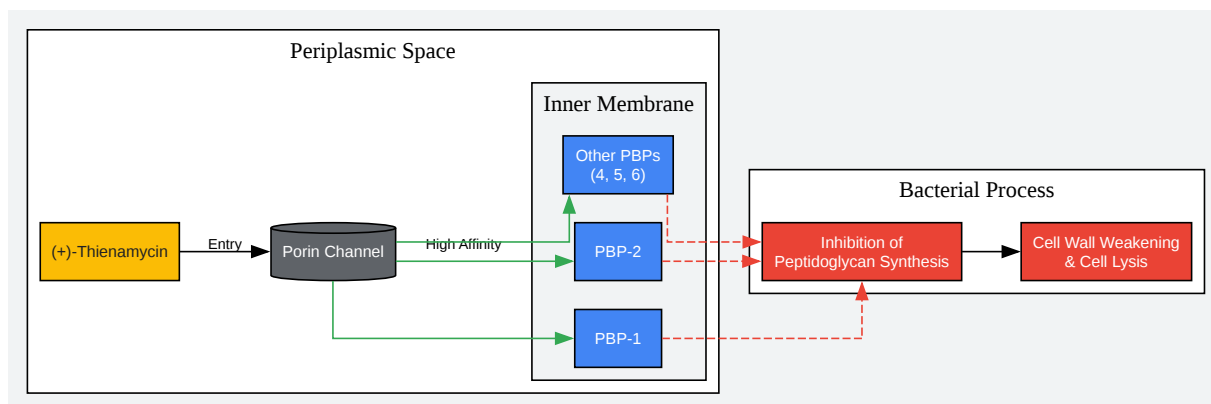 Periplasmic Space
Inner Membrane
Other PBPs
(4, 5, 6)
Bacterial Process
(+)-Thienamycin
Entry
Porin Channel
High Affinity
PBP-2
Inhibition of
Peptidoglycan Synthesis
Cell Wall Weakening
& Cell Lysis
PBP-1